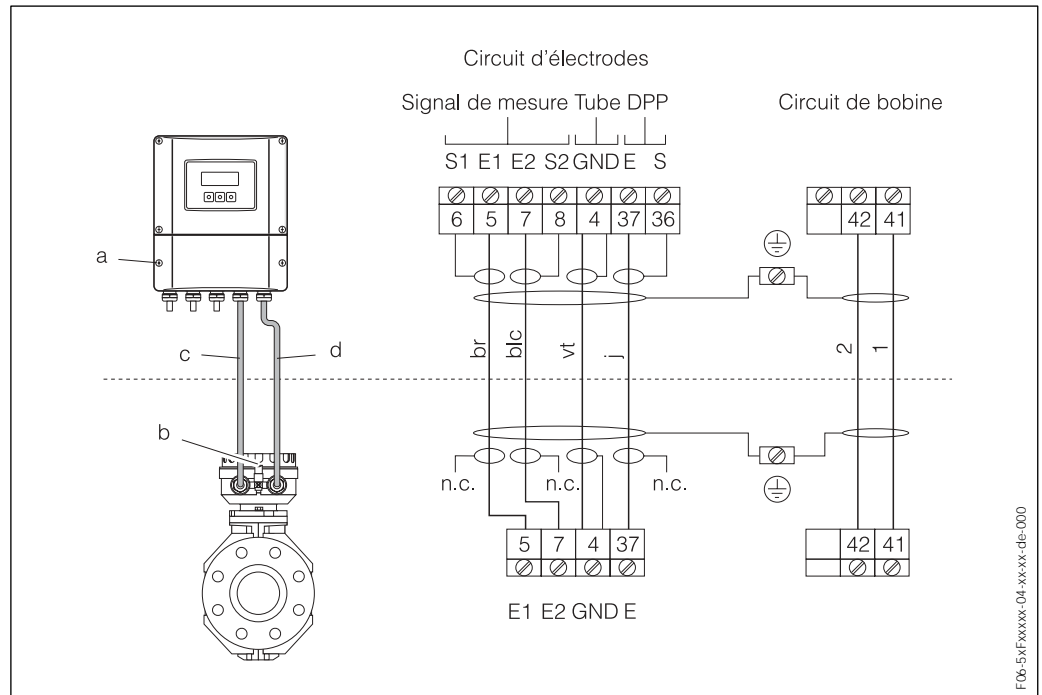 Circuit d'électrodes
Signal de mesure Tube DPP
Circuit de bobine
S1 E1 E2 S2 GND E S
6 5 7 8 4 37 36
42 41
a
c
d
b
br
blc
vt
j
2
1
n.c.
n.c.
n.c.
5 7 4 37
42 41
E1 E2 GND E
F06-5xFxxxxx-04-xx-xx-de-000